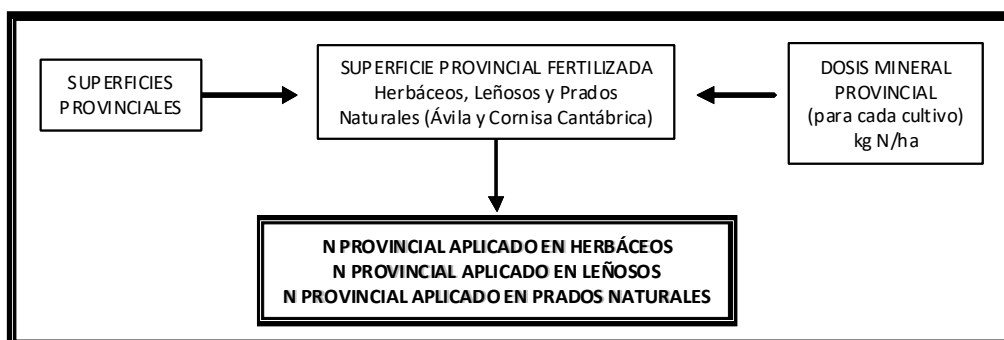 SUPERFICIES
PROVINCIALES
SUPERFICIE PROVINCIAL FERTILIZADA
Herbáceos, Leñosos y Prados
Naturales (Ávila y Cornisa Cantábrica)
DOSIS MINERAL
PROVINCIAL
(para cada cultivo)
kg N/ha
N PROVINCIAL APLICADO EN HERBÁCEOS
N PROVINCIAL APLICADO EN LEÑOSOS
N PROVINCIAL APLICADO EN PRADOS NATURALES